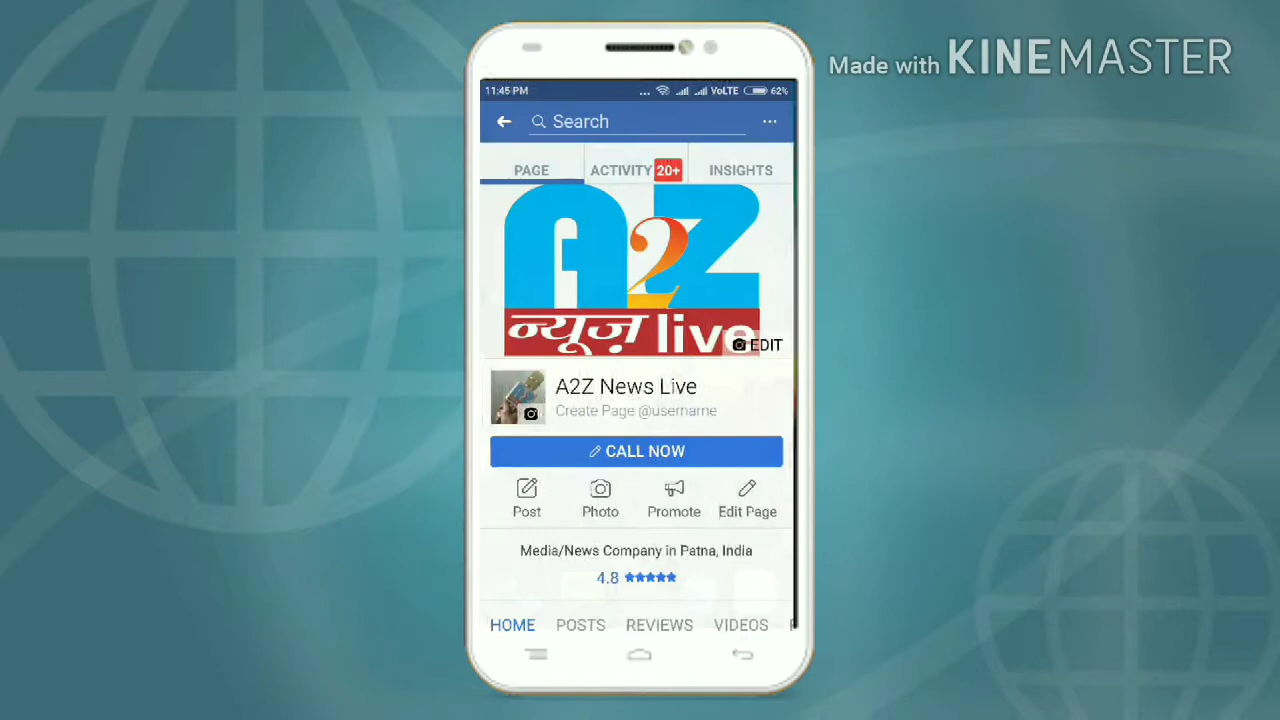 Made with KINEMASTER
11:45 PM ... VoLTE 62%
Search
PAGE ACTIVITY 20+ INSIGHTS
A2Z
न्यूज़ live
EDIT
A2Z News Live
Create Page @username
CALL NOW
Post Photo Promote Edit Page
Media/News Company in Patna, India
4.8
HOME POSTS REVIEWS VIDEOS